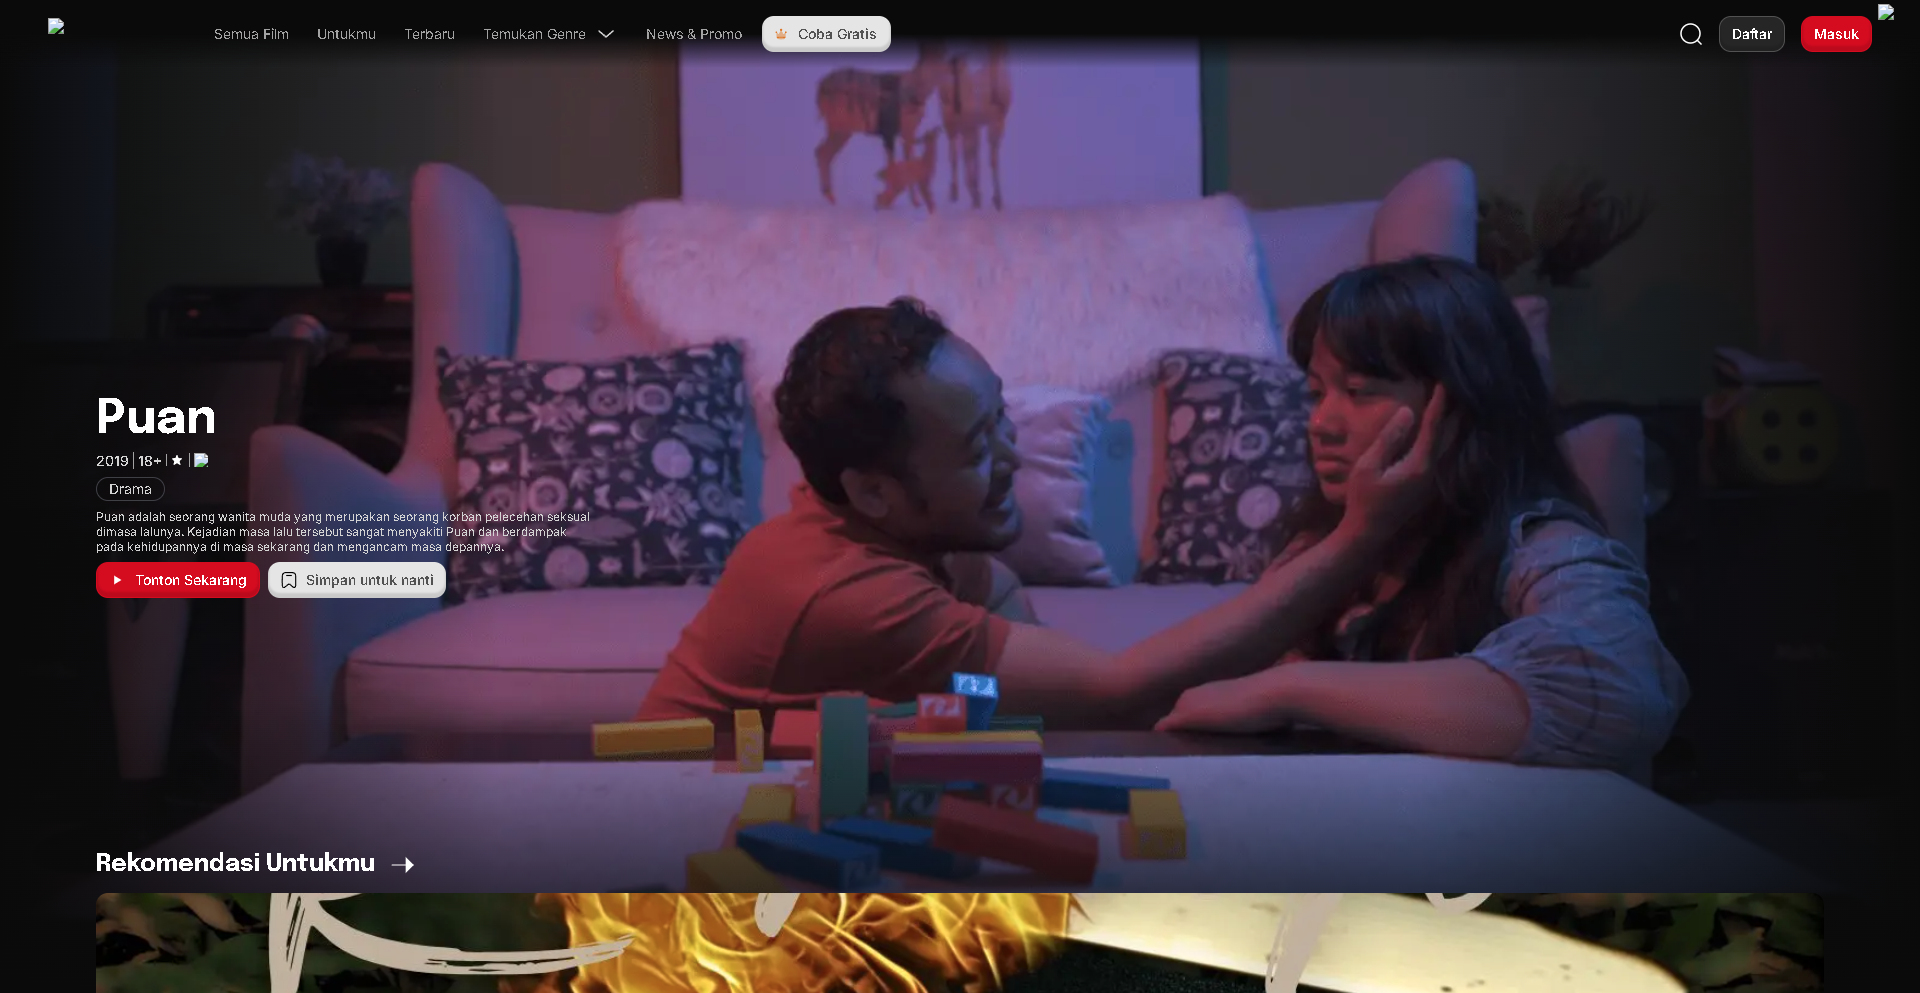 Semua Film
Untukmu
Terbaru
Temukan Genre
News & Promo
Coba Gratis
Daftar
Masuk
Puan
2019 | 18+ | ★ |
Drama
Puan adalah seorang wanita muda yang merupakan seorang korban pelecehan seksual
dimasa lalunya. Kejadian masa lalu tersebut sangat menyakiti Puan dan berdampak
pada kehidupannya di masa sekarang dan mengancam masa depannya.
Tonton Sekarang
Simpan untuk nanti
Rekomendasi Untukmu